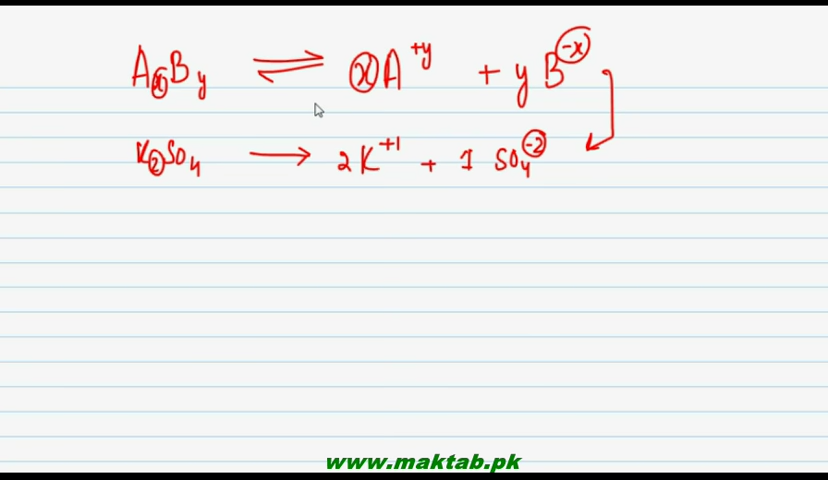 AxBy ⇌ xA⁺ʸ + yB⁻ˣ
K₂SO₄ → 2K⁺¹ + 1 SO₄⁻²
www.maktab.pk